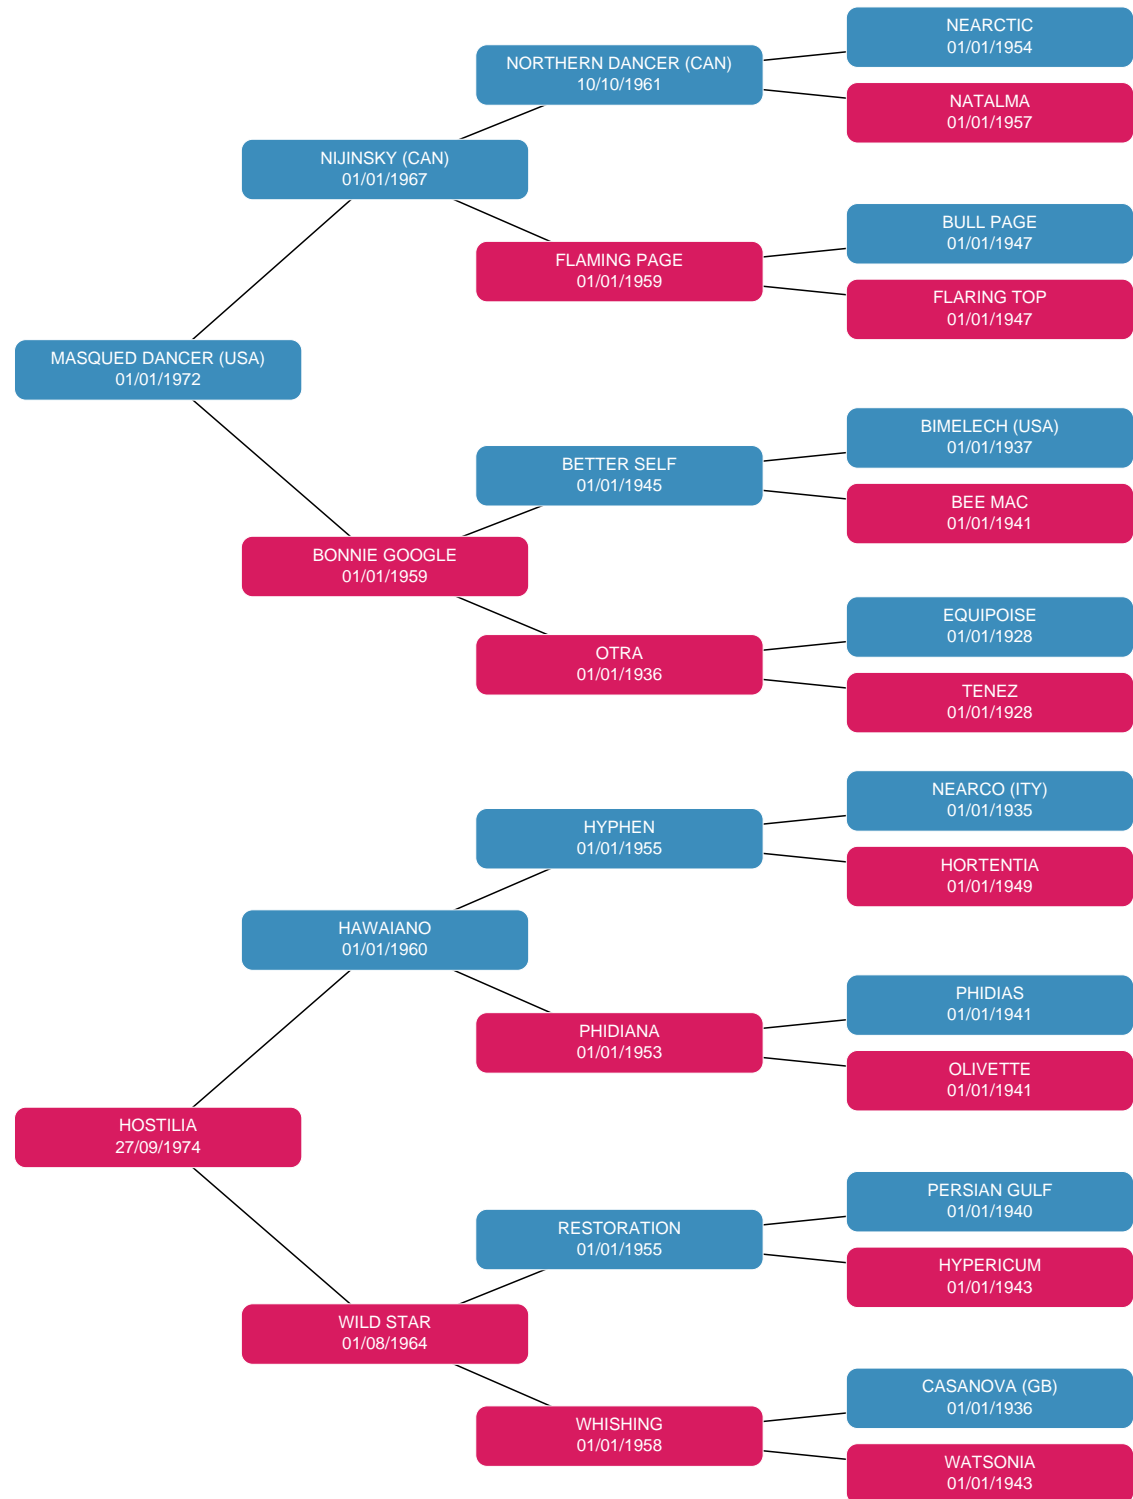 NEARCTIC
01/01/1954
NORTHERN DANCER (CAN)
10/10/1961
NATALMA
01/01/1957
NIJINSKY (CAN)
01/01/1967
BULL PAGE
01/01/1947
FLAMING PAGE
01/01/1959
FLARING TOP
01/01/1947
MASQUED DANCER (USA)
01/01/1972
BIMELECH (USA)
01/01/1937
BETTER SELF
01/01/1945
BEE MAC
01/01/1941
BONNIE GOOGLE
01/01/1959
EQUIPOISE
01/01/1928
OTRA
01/01/1936
TENEZ
01/01/1928
NEARCO (ITY)
01/01/1935
HYPHEN
01/01/1955
HORTENTIA
01/01/1949
HAWAIANO
01/01/1960
PHIDIAS
01/01/1941
PHIDIANA
01/01/1953
OLIVETTE
01/01/1941
HOSTILIA
27/09/1974
PERSIAN GULF
01/01/1940
RESTORATION
01/01/1955
HYPERICUM
01/01/1943
WILD STAR
01/08/1964
CASANOVA (GB)
01/01/1936
WHISHING
01/01/1958
WATSONIA
01/01/1943